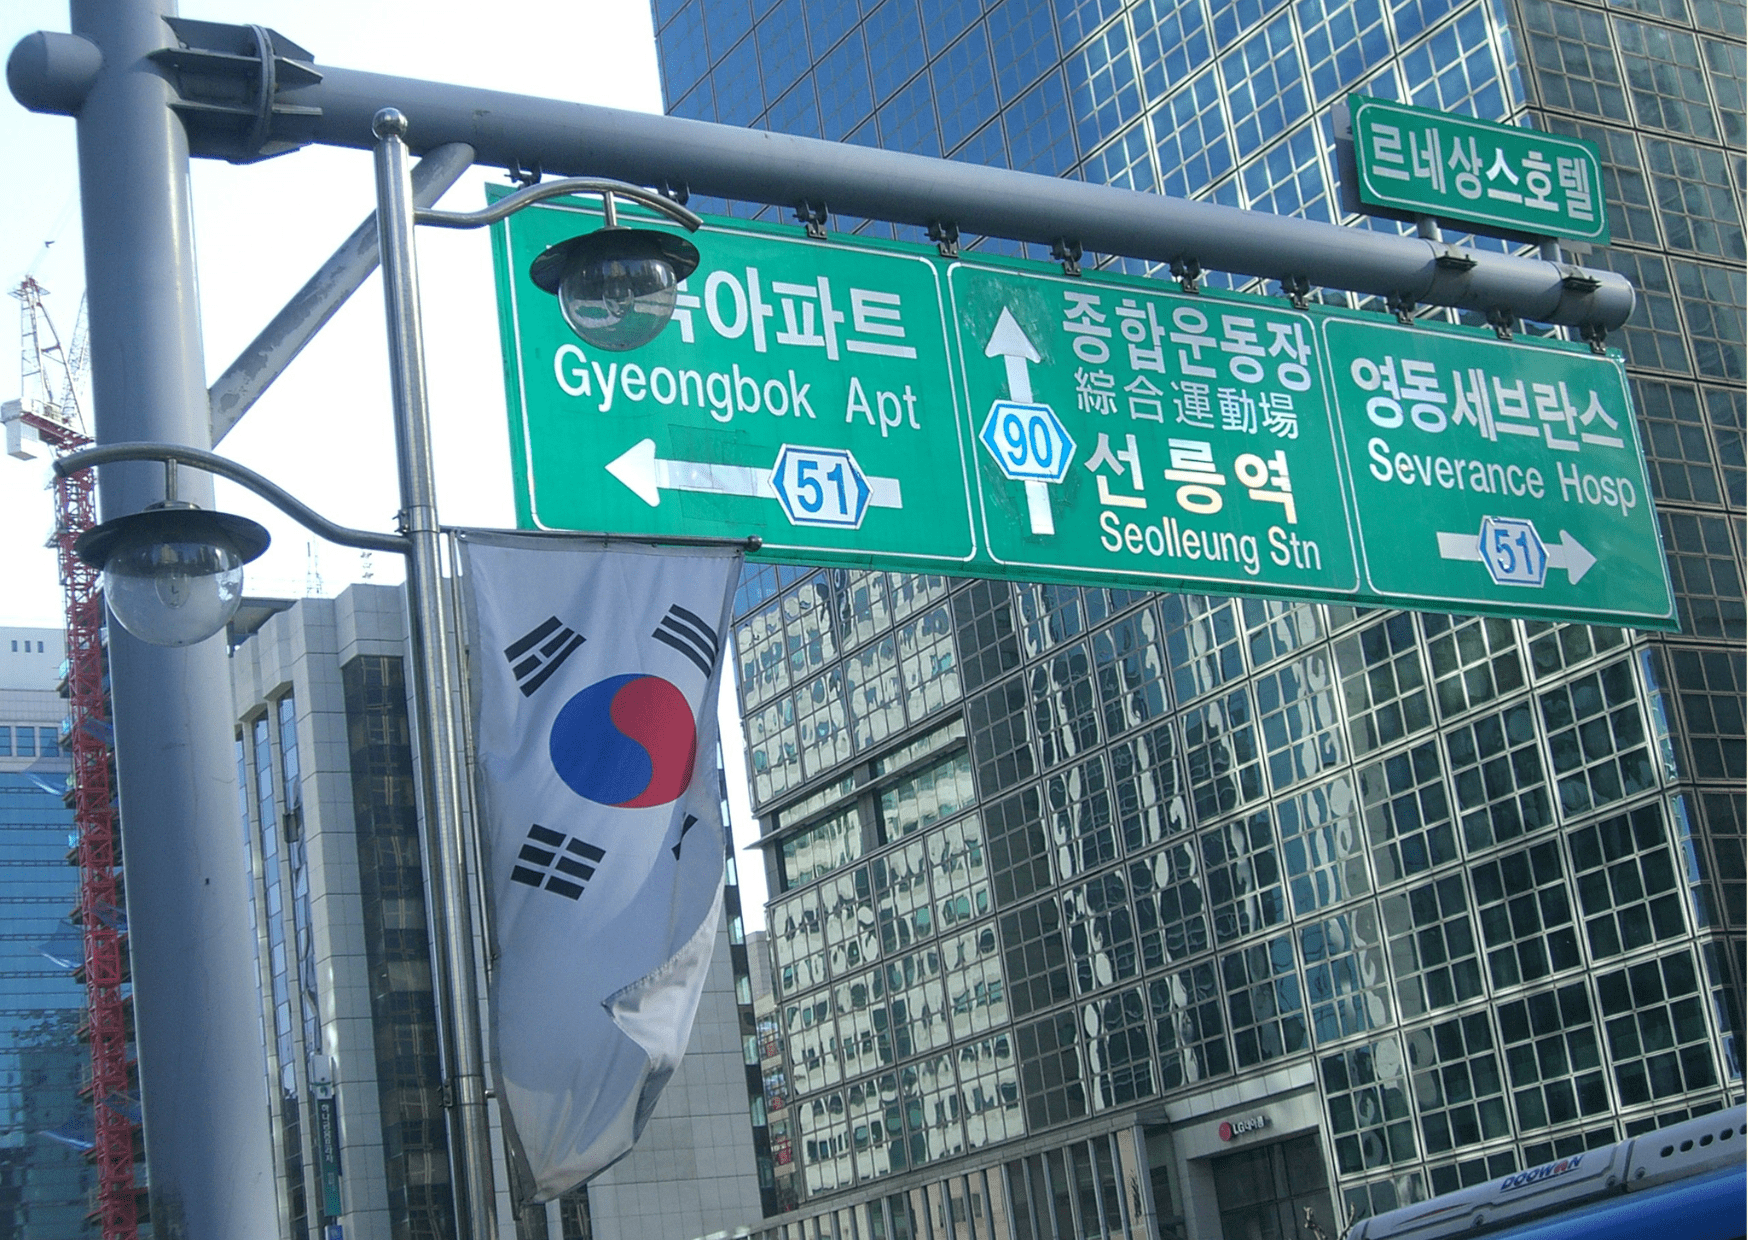 르네상스호텔
아파트
Gyeongbok Apt
51
종합운동장
綜合運動場
90
선릉역
Seolleung Stn
영동세브란스
Severance Hosp
51
DOOWON